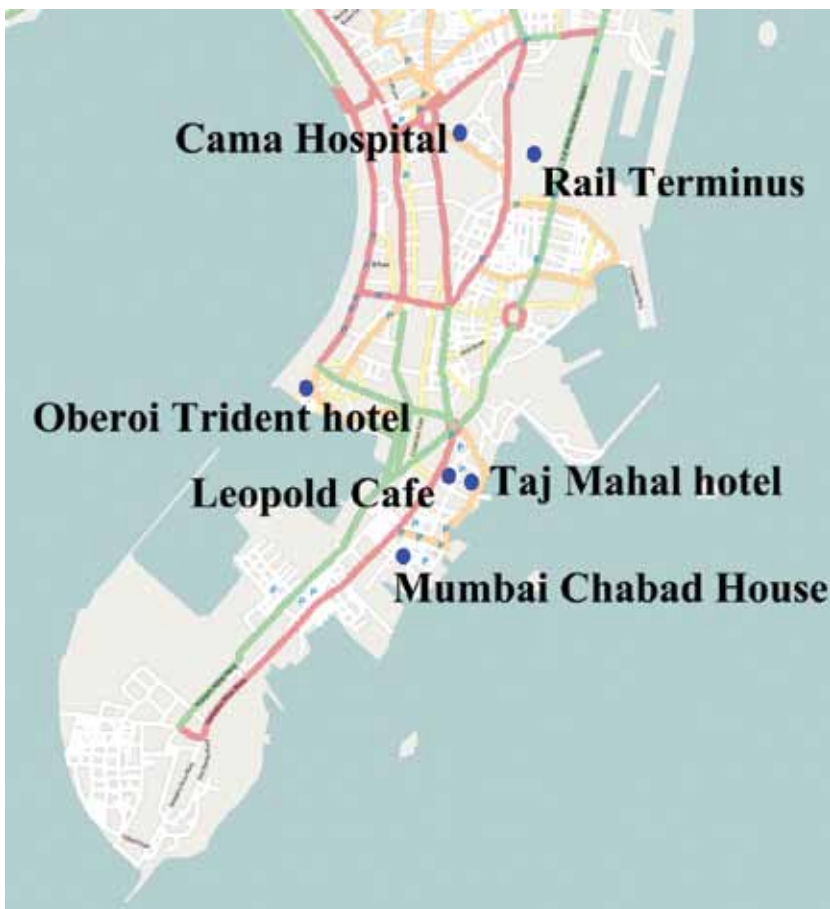 Cama Hospital
Rail Terminus
Oberoi Trident hotel
Leopold Cafe
Taj Mahal hotel
Mumbai Chabad House